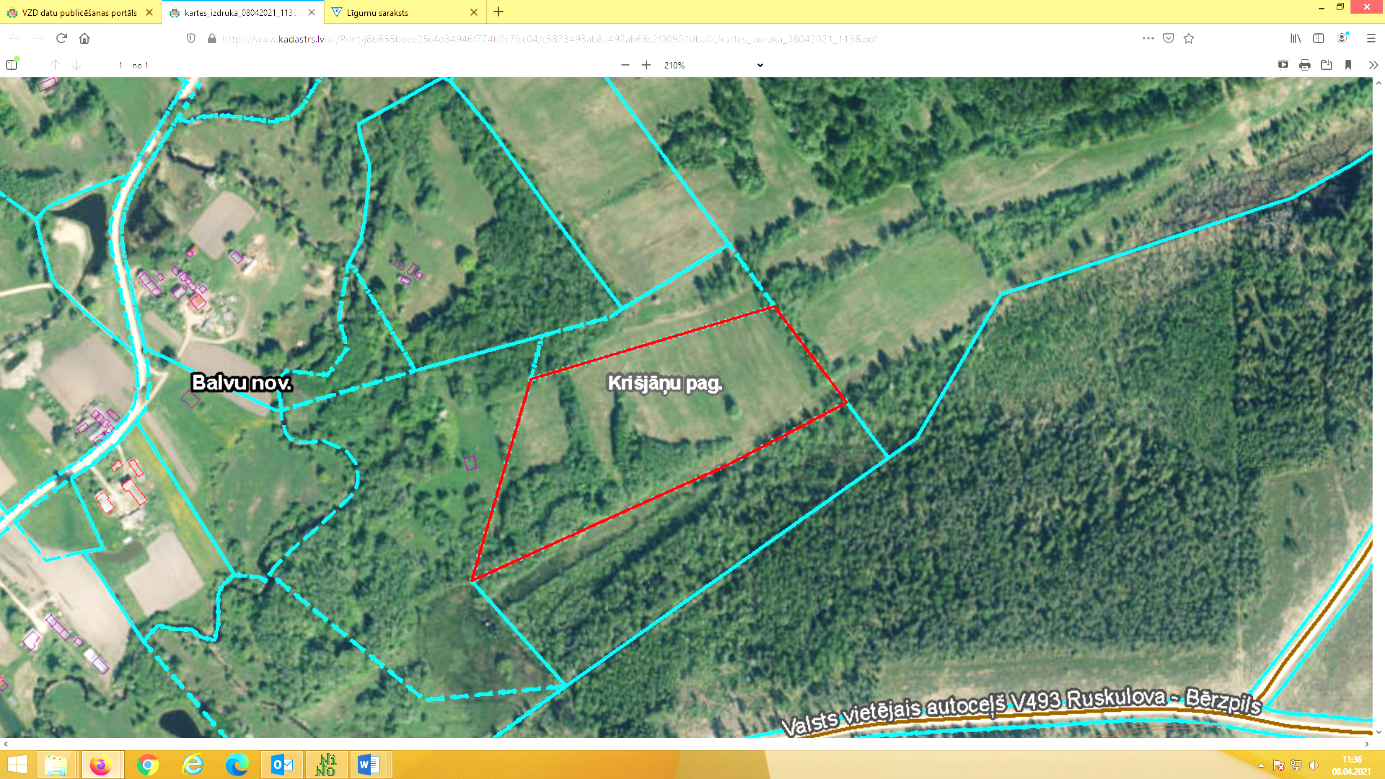 VZD datu publicēšanas portāls
kartes_izdruka_08042021_1136.
Līgumu saraksts
1 no 1
210%
Balvu nov.
Krišjāņu pag.
Valsts vietējais autoceļš V493 Ruskulova - Bērzpils
11:36
08.04.2021